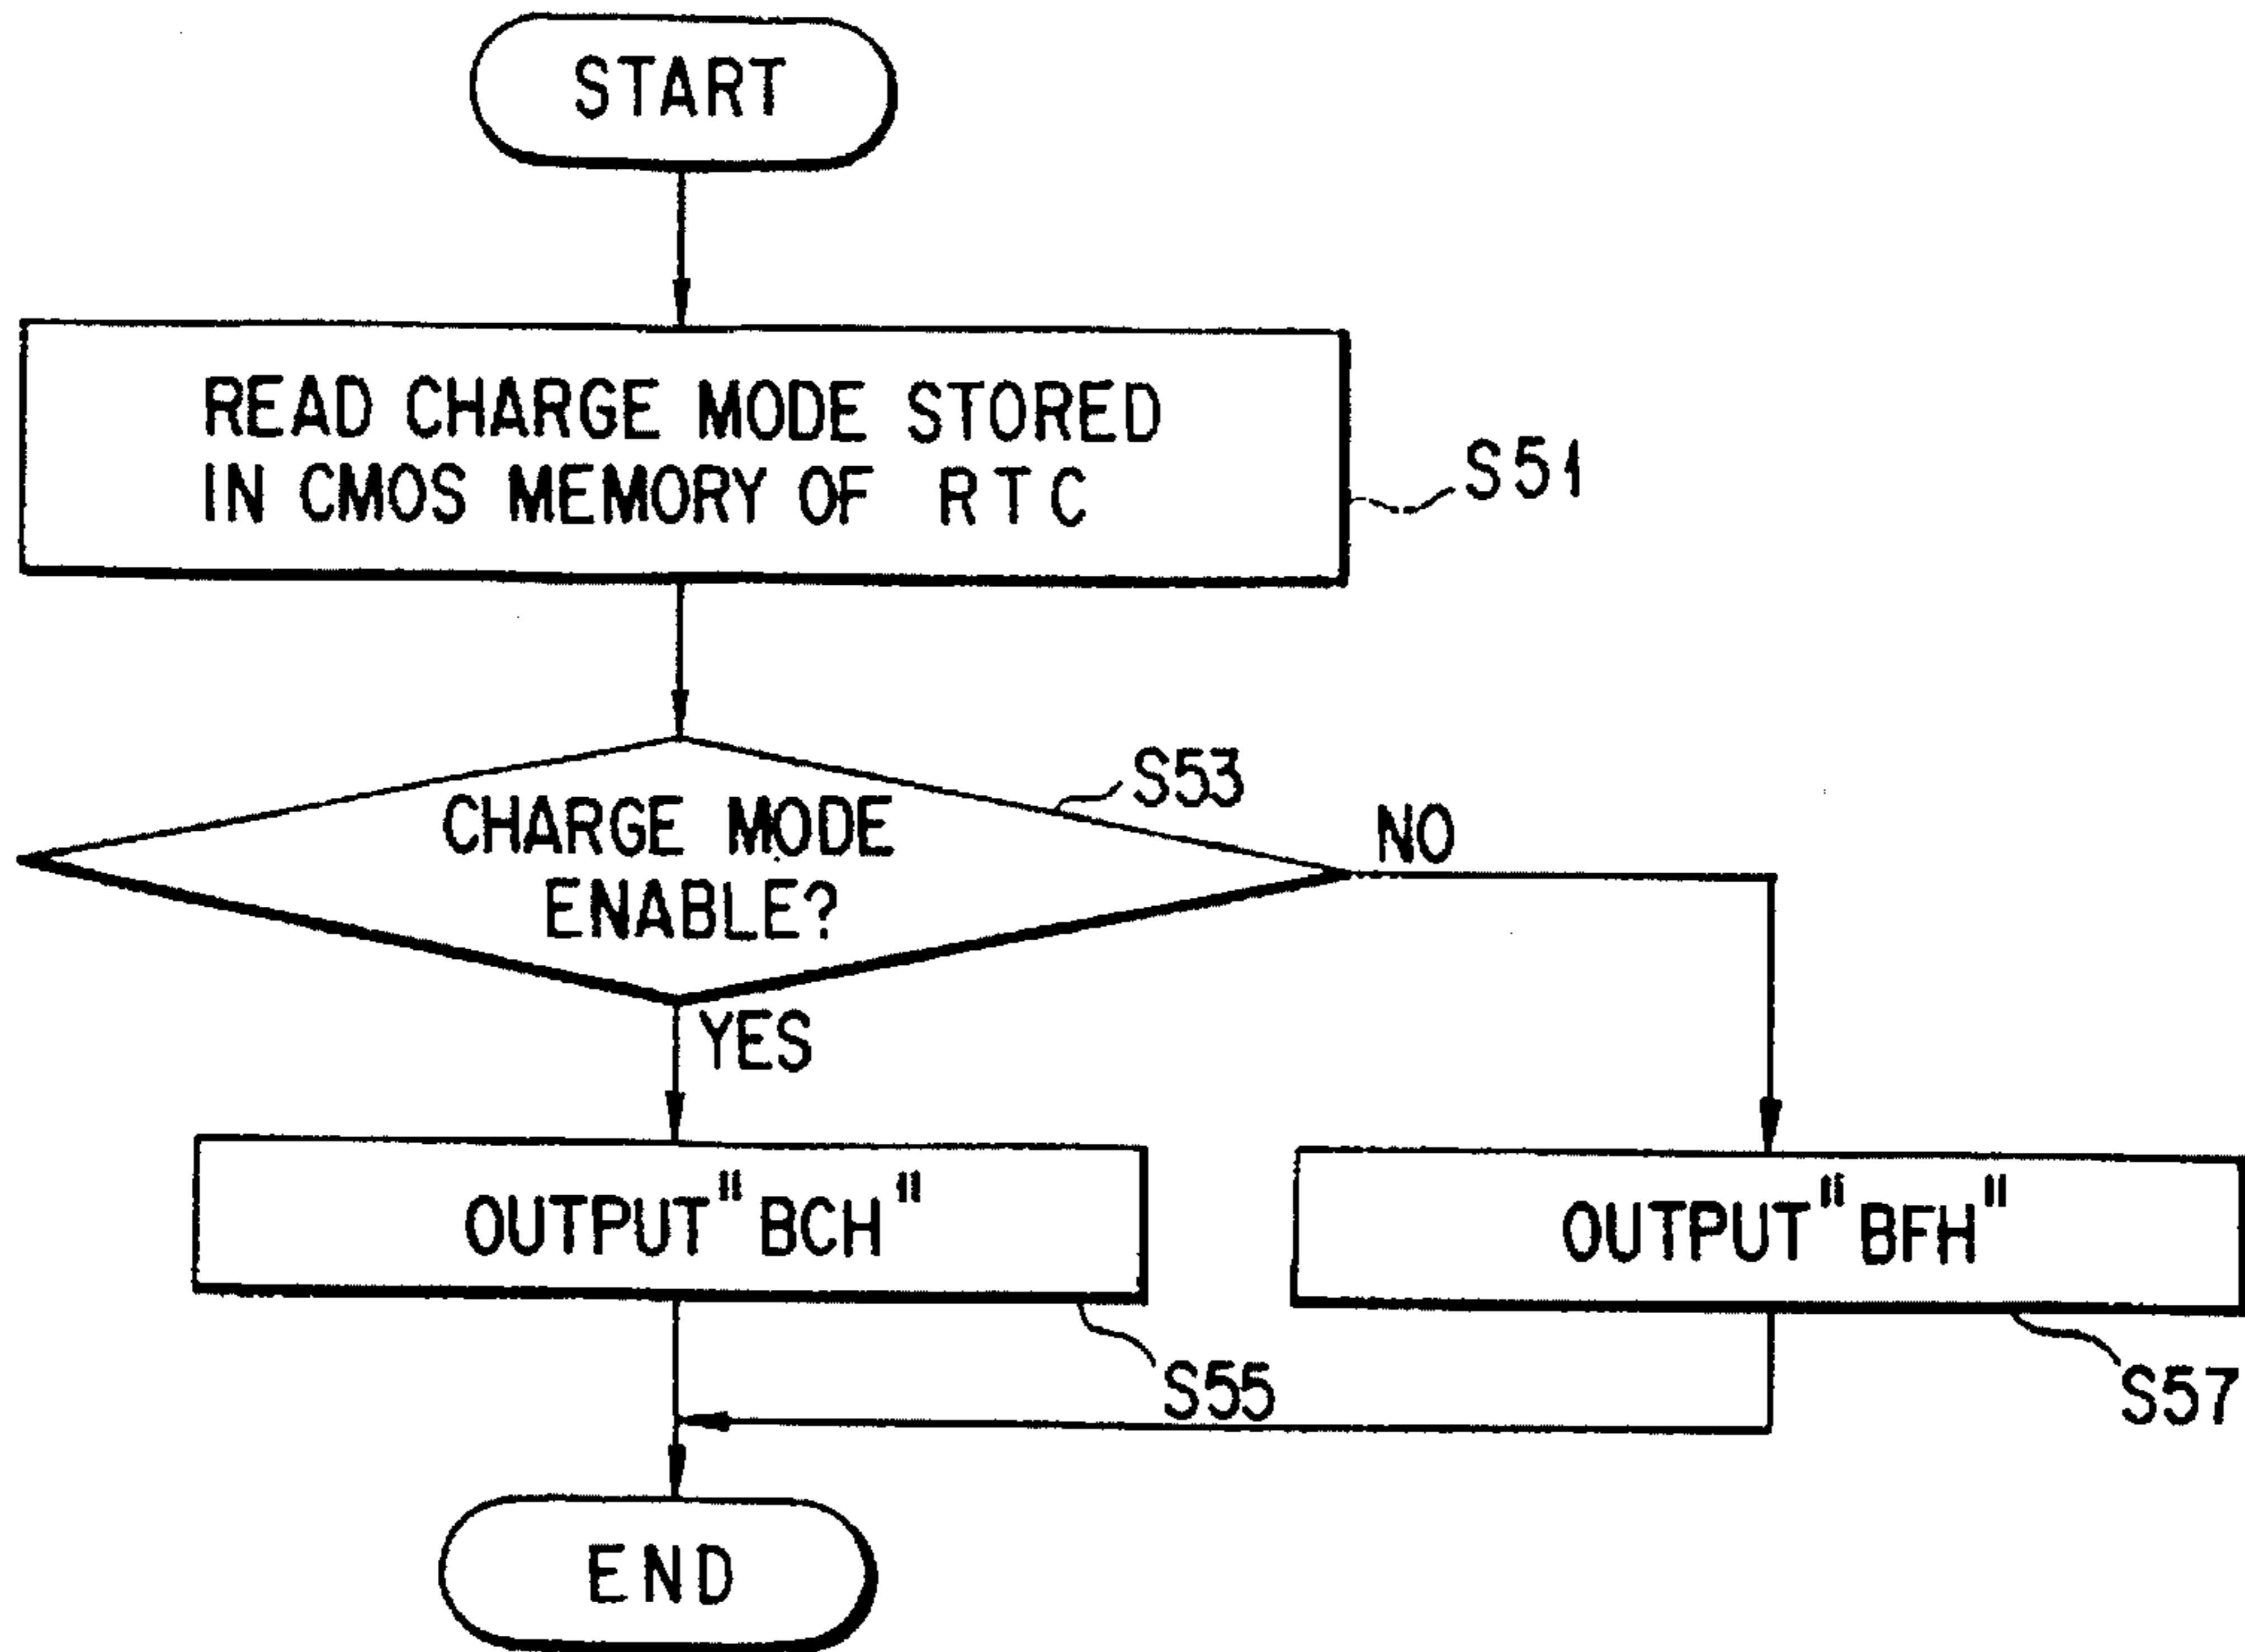 START
READ CHARGE MODE STORED
IN CMOS MEMORY OF RTC
S51
S53
CHARGE MODE
ENABLE?
NO
YES
OUTPUT "BCH"
S55
OUTPUT "BFH"
S57
END